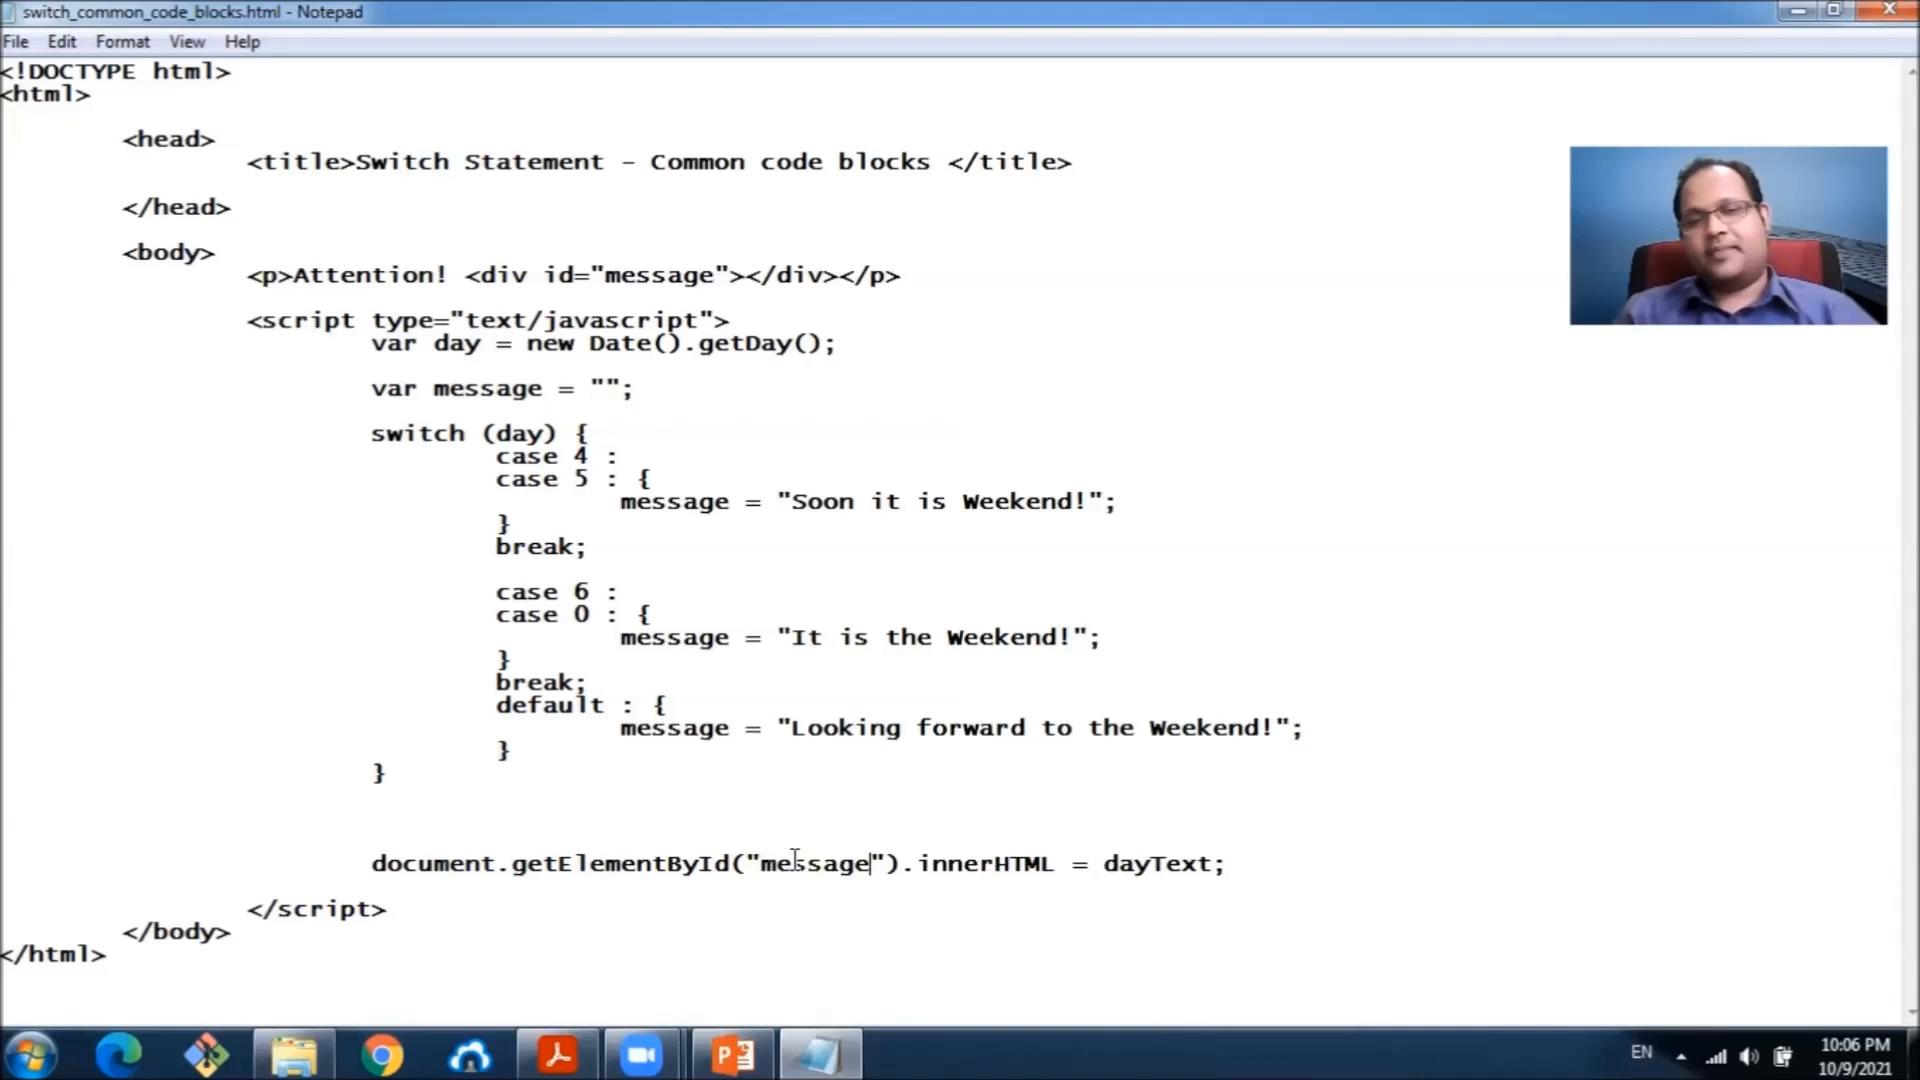 switch_common_code_blocks.html - Notepad
File Edit Format View Help
<!DOCTYPE html>
<html>
<head>
<title>Switch Statement - Common code blocks </title>
</head>
<body>
<p>Attention! <div id="message"></div></p>
<script type="text/javascript">
var day = new Date().getDay();
var message = "";
switch (day) {
case 4 :
case 5 : {
message = "Soon it is Weekend!";
}
break;
case 6 :
case 0 : {
message = "It is the Weekend!";
}
break;
default : {
message = "Looking forward to the Weekend!";
}
}
document.getElementById("message").innerHTML = dayText;
</script>
</body>
</html>
EN
10:06 PM
10/9/2021